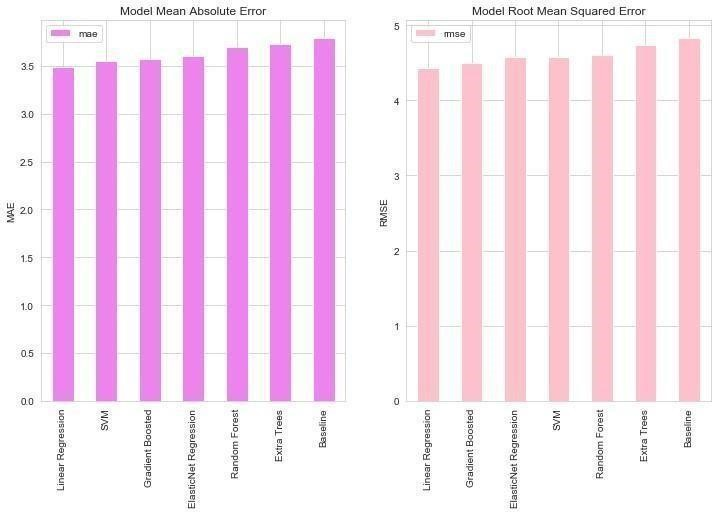 Model Mean Absolute Error
mae
MAE
3.5
3.0
2.5
2.0
1.5
1.0
0.5
0.0
Linear Regression
SVM
Gradient Boosted
ElasticNet Regression
Random Forest
Extra Trees
Baseline
Model Root Mean Squared Error
rmse
RMSE
5
4
3
2
1
0
Linear Regression
Gradient Boosted
ElasticNet Regression
SVM
Random Forest
Extra Trees
Baseline